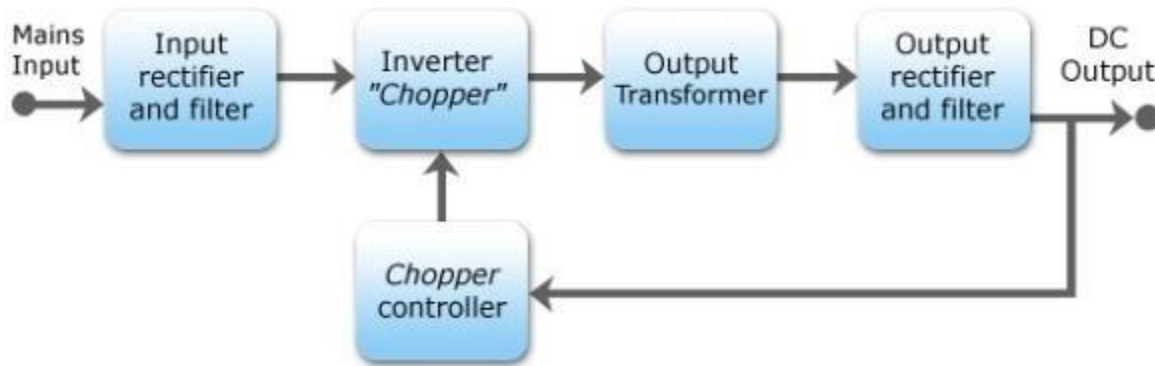 Mains
Input
Input
rectifier
and filter
Inverter
"Chopper"
Output
Transformer
Output
rectifier
and filter
DC
Output
Chopper
controller